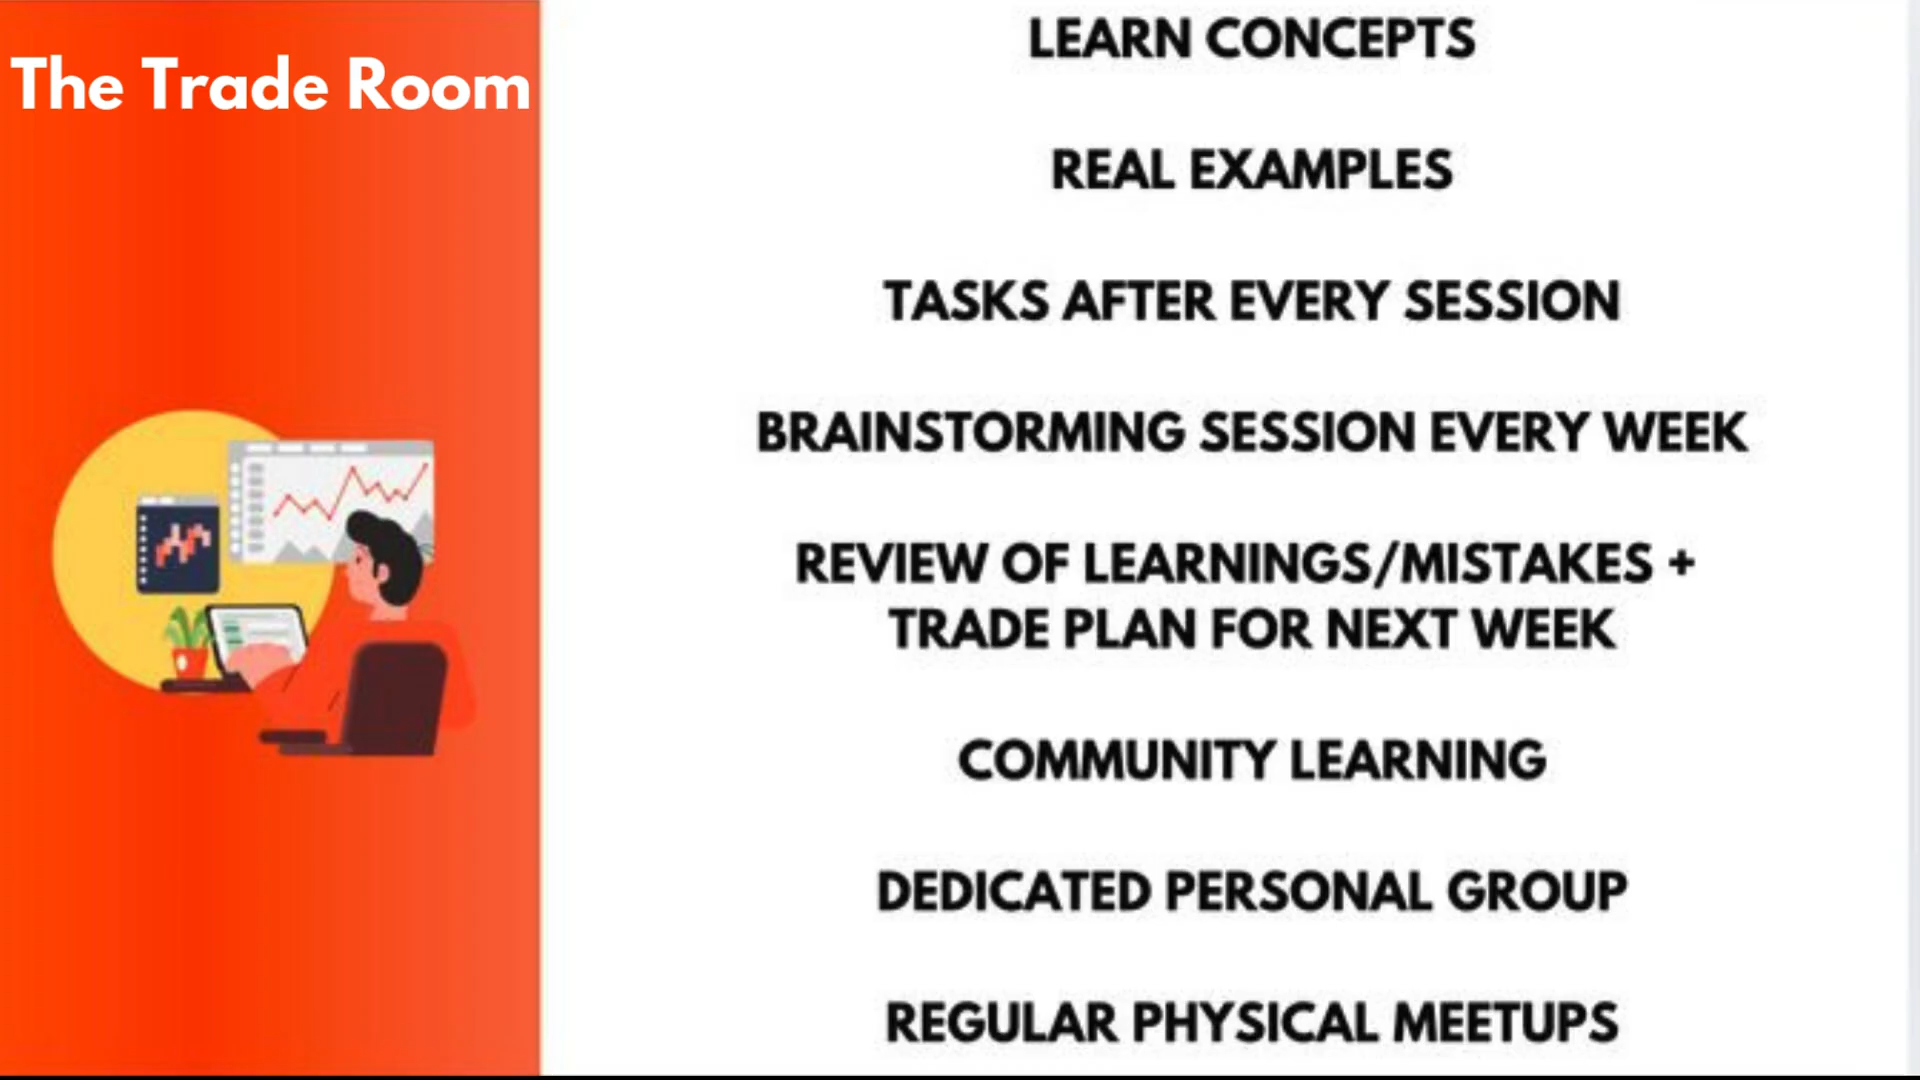 The Trade Room
LEARN CONCEPTS
REAL EXAMPLES
TASKS AFTER EVERY SESSION
BRAINSTORMING SESSION EVERY WEEK
REVIEW OF LEARNINGS/MISTAKES +
TRADE PLAN FOR NEXT WEEK
COMMUNITY LEARNING
DEDICATED PERSONAL GROUP
REGULAR PHYSICAL MEETUPS